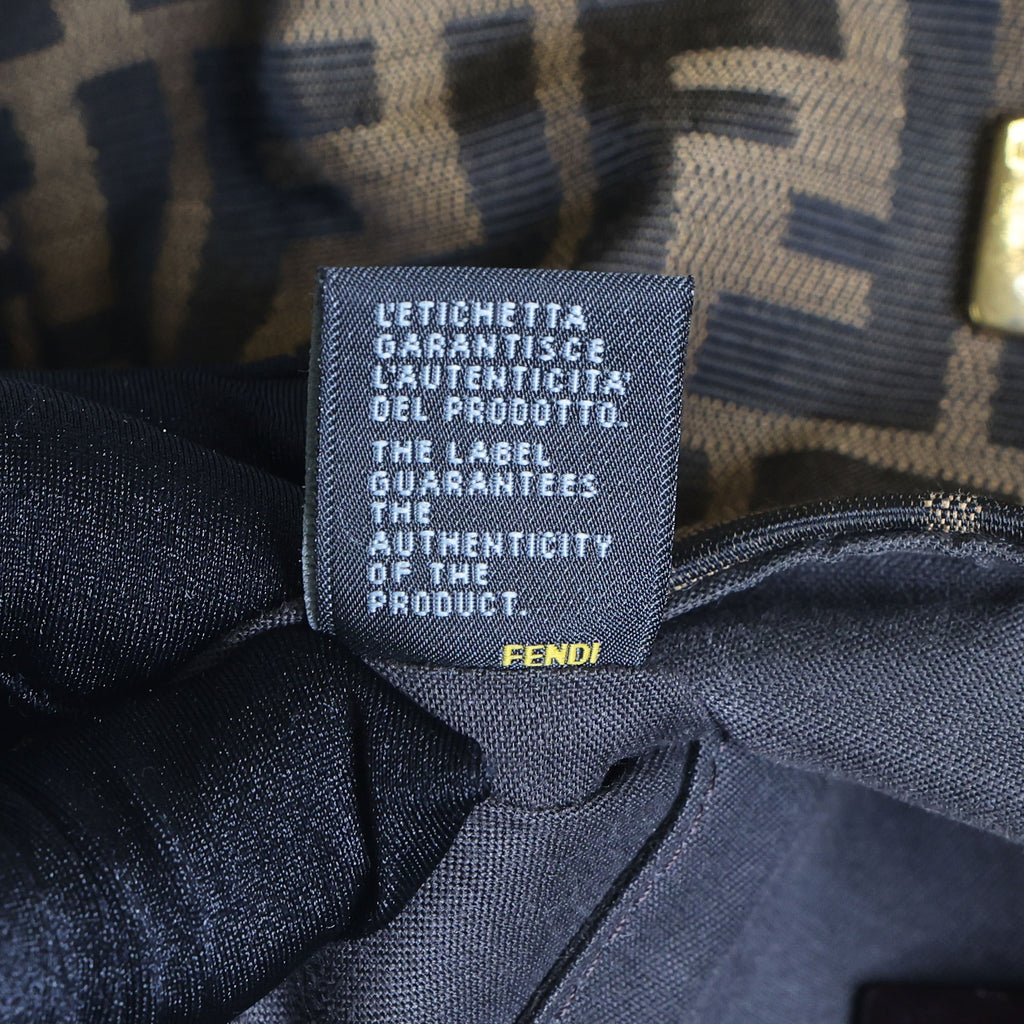 L'ETICHETTA
GARANTISCE
L'AUTENTICITA'
DEL PRODOTTO.
THE LABEL
GUARANTEES
THE
AUTHENTICITY
OF THE
PRODUCT.
FENDI